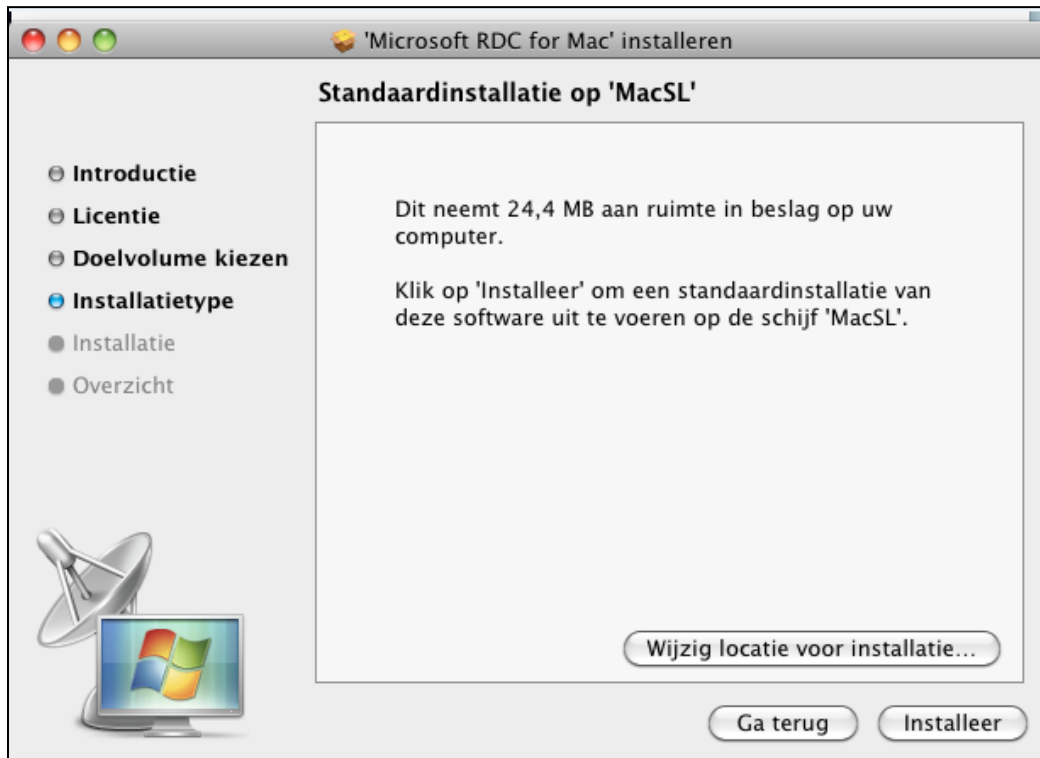 'Microsoft RDC for Mac' installeren
Standaardinstallatie op 'MacSL'
Introductie
Licentie
Doelvolume kiezen
Installatietype
Installatie
Overzicht
Dit neemt 24,4 MB aan ruimte in beslag op uw
computer.
Klik op 'Installeer' om een standaardinstallatie van
deze software uit te voeren op de schijf 'MacSL'.
Wijzig locatie voor installatie...
Ga terug
Installeer